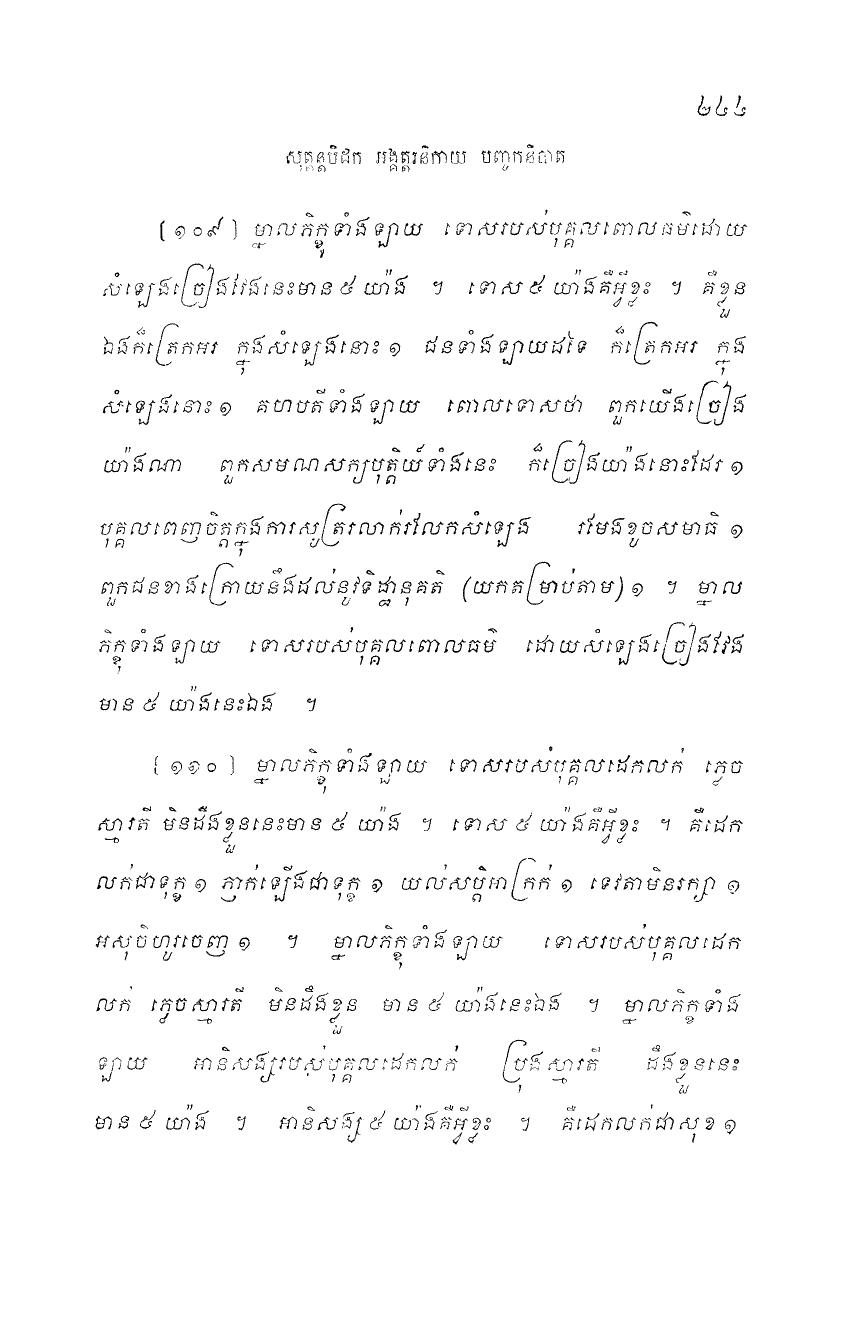 ២៤៤
សុត្តន្តបិដក អង្គុត្តរនិកាយ បញ្ចកនិបាត
[១០៩] ម្នាលភិក្ខុទាំងឡាយ ទោសរបស់បុគ្គលពោលធម៌ដោយ
សំឡេងច្រៀងវែងនេះមាន ៥ យ៉ាង ។ ទោស ៥ យ៉ាងគឺអ្វីខ្លះ ។ គឺខ្លួន
ឯងក៏ត្រេកអរ ក្នុងសំឡេងនោះ ១ ជនទាំងឡាយដទៃ ក៏ត្រេកអរ ក្នុង
សំឡេងនោះ ១ គហបតីទាំងឡាយ ពោលទោសថា ពួកយើងច្រៀង
យ៉ាងណា ពួកសមណសក្យបុត្តិយ៍ទាំងនេះ ក៏ច្រៀងយ៉ាងនោះដែរ ១
បុគ្គលពេញចិត្តក្នុងការសូត្ររលាក់រលែកសំឡេង រមែងខូចសមាធិ ១
ពួកជនខាងក្រោយនឹងដល់នូវទិដ្ឋានុគតិ (យកតម្រាប់តាម) ១ ។ ម្នាល
ភិក្ខុទាំងឡាយ ទោសរបស់បុគ្គលពោលធម៌ ដោយសំឡេងច្រៀងវែង
មាន ៥ យ៉ាងនេះឯង ។
[១១០] ម្នាលភិក្ខុទាំងឡាយ ទោសរបស់បុគ្គលដេកលក់ ភ្លេច
ស្មារតី មិនដឹងខ្លួននេះមាន ៥ យ៉ាង ។ ទោស ៥ យ៉ាងគឺអ្វីខ្លះ ។ គឺដេក
លក់ជាទុក្ខ ១ ភ្ញាក់ឡើងជាទុក្ខ ១ យល់សប្តិអាក្រក់ ១ ទេវតាមិនរក្សា ១
អសុចិហូរចេញ ១ ។ ម្នាលភិក្ខុទាំងឡាយ ទោសរបស់បុគ្គលដេក
លក់ ភ្លេចស្មារតី មិនដឹងខ្លួន មាន ៥ យ៉ាងនេះឯង ។ ម្នាលភិក្ខុទាំង
ឡាយ អានិសង្សរបស់បុគ្គលដេកលក់ ប្រុងស្មារតី ដឹងខ្លួននេះ
មាន ៥ យ៉ាង ។ អានិសង្ស ៥ យ៉ាងគឺអ្វីខ្លះ ។ គឺដេកលក់ជាសុខ ១